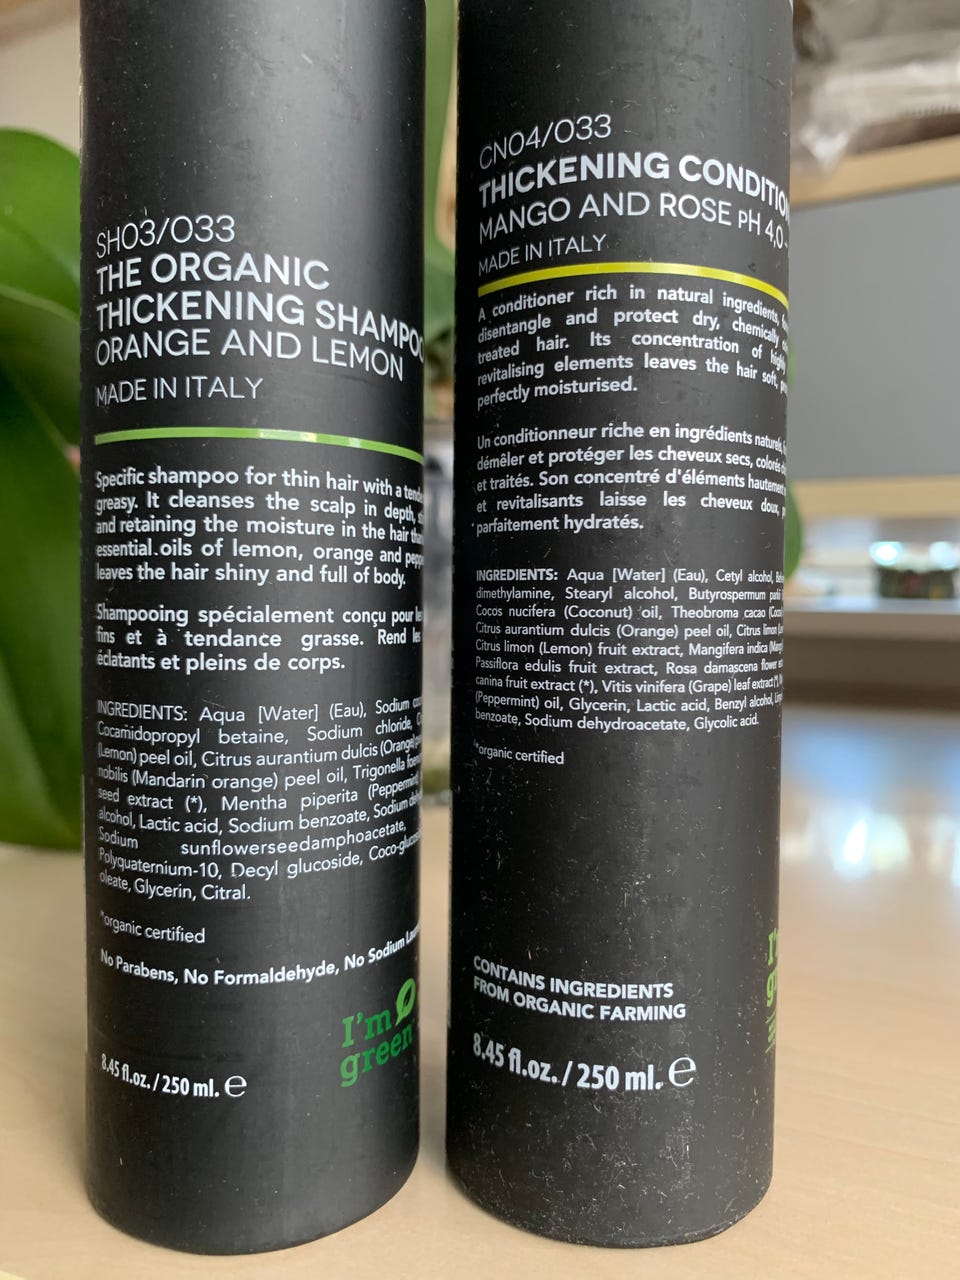 SH03/033
THE ORGANIC
THICKENING SHAMPOO
ORANGE AND LEMON
MADE IN ITALY
Specific shampoo for thin hair with a
greasy. It cleanses the scalp in depth,
and retaining the moisture in the hair
essential oils of lemon, orange and
leaves the hair shiny and full of body.
Shampooing spécialement conçu pour
fins et à tendance grasse. Rend
éclatants et pleins de corps.
INGREDIENTS: Aqua [Water] (Eau), Sodium
Cocamidopropyl betaine, Sodium chloride,
(Lemon) peel oil, Citrus aurantium dulcis (Orange)
nobilis (Mandarin orange) peel oil, Trigonella
seed extract (*), Mentha piperita (Peppermint)
alcohol, Lactic acid, Sodium benzoate, Sodium
Sodium sunflowerseedamphoacetate,
Polyquaternium-10, Decyl glucoside,
oleate, Glycerin, Citral.
*organic certified
No Parabens, No Formaldehyde, No Sodium
I'm
green
8.45 fl.oz. / 250 ml. e
CN04/033
THICKENING
MANGO AND ROSE pH 4,0 -
MADE IN ITALY
A conditioner rich in natural ingredients,
disentangle and protect dry, chemically
treated hair. Its concentration of
revitalising elements leaves the hair soft,
perfectly moisturised.
Un conditionneur riche en ingrédients naturels,
démêler et protéger les cheveux secs, colorés
et traités. Son concentré d'éléments hautement
et revitalisants laisse les cheveux doux,
parfaitement hydratés.
INGREDIENTS: Aqua [Water] (Eau), Cetyl alcohol,
dimethylamine, Stearyl alcohol, Butyrospermum
Cocos nucifera (Coconut) oil, Theobroma cacao
Citrus aurantium dulcis (Orange) peel oil, Citrus limon
Citrus limon (Lemon) fruit extract, Mangifera indica
Passiflora edulis fruit extract, Rosa damascena flower
canina fruit extract (*), Vitis vinifera (Grape) leaf extract (*),
(Peppermint) oil, Glycerin, Lactic acid, Benzyl alcohol,
benzoate, Sodium dehydroacetate, Glycolic acid.
*organic certified
CONTAINS INGREDIENTS
FROM ORGANIC FARMING
8.45 fl.oz. / 250 ml. e